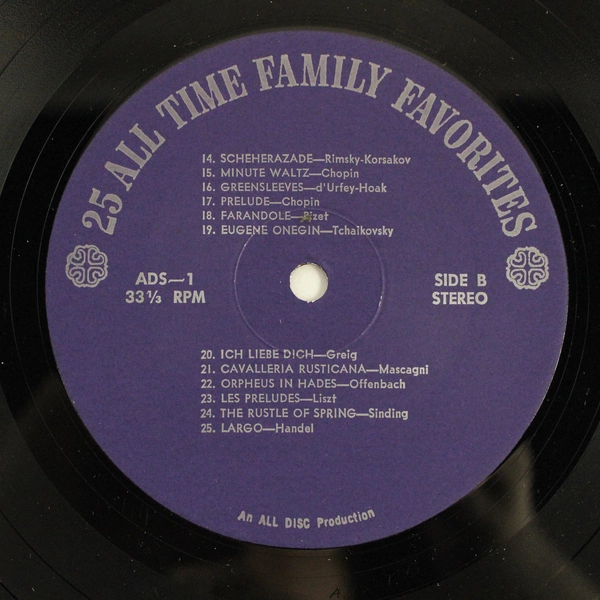 25 ALL TIME FAMILY FAVORITES
14. SCHEHERAZADE—Rimsky-Korsakov
15. MINUTE WALTZ—Chopin
16. GREENSLEEVES—d'Urfey-Hoak
17. PRELUDE—Chopin
18. FARANDOLE—Bizet
19. EUGENE ONEGIN—Tchaikovsky
ADS—1
33⅓ RPM
SIDE B
STEREO
20. ICH LIEBE DICH—Greig
21. CAVALLERIA RUSTICANA—Mascagni
22. ORPHEUS IN HADES—Offenbach
23. LES PRELUDES—Liszt
24. THE RUSTLE OF SPRING—Sinding
25. LARGO—Handel
An ALL DISC Production